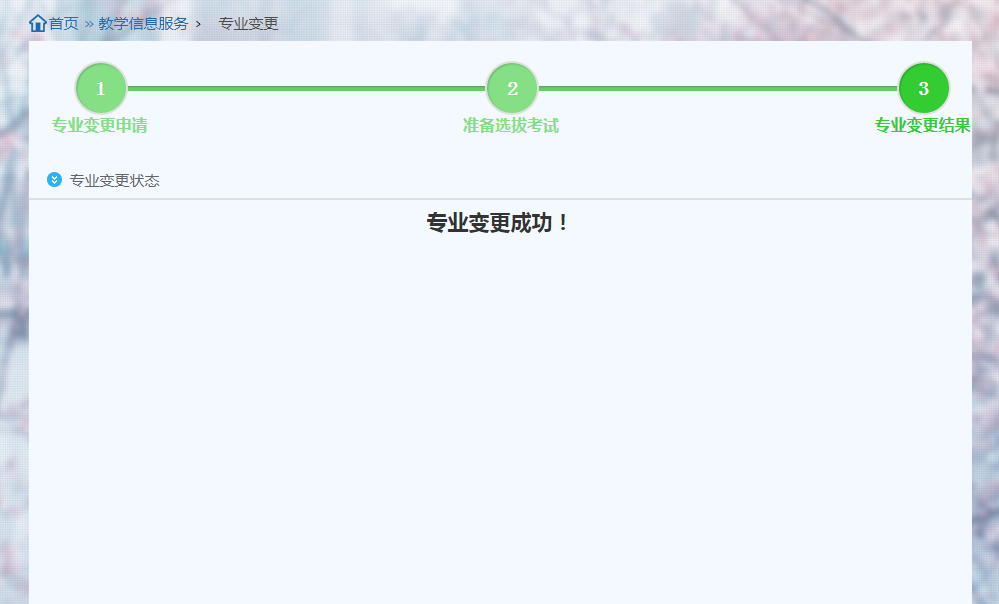 首页 » 教学信息服务 › 专业变更
1 2 3
专业变更申请 准备选拔考试 专业变更结果
专业变更状态
专业变更成功！